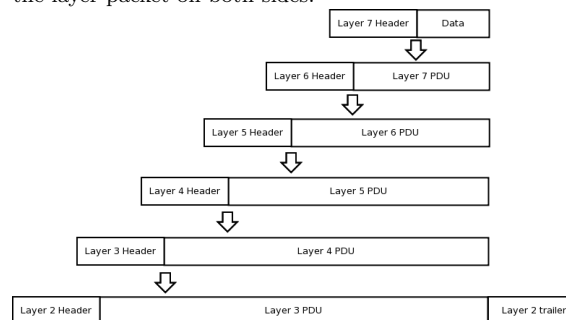 the layer packet on both sides.
Layer 7 Header Data
Layer 6 Header Layer 7 PDU
Layer 5 Header Layer 6 PDU
Layer 4 Header Layer 5 PDU
Layer 3 Header Layer 4 PDU
Layer 2 Header Layer 3 PDU Layer 2 trailer